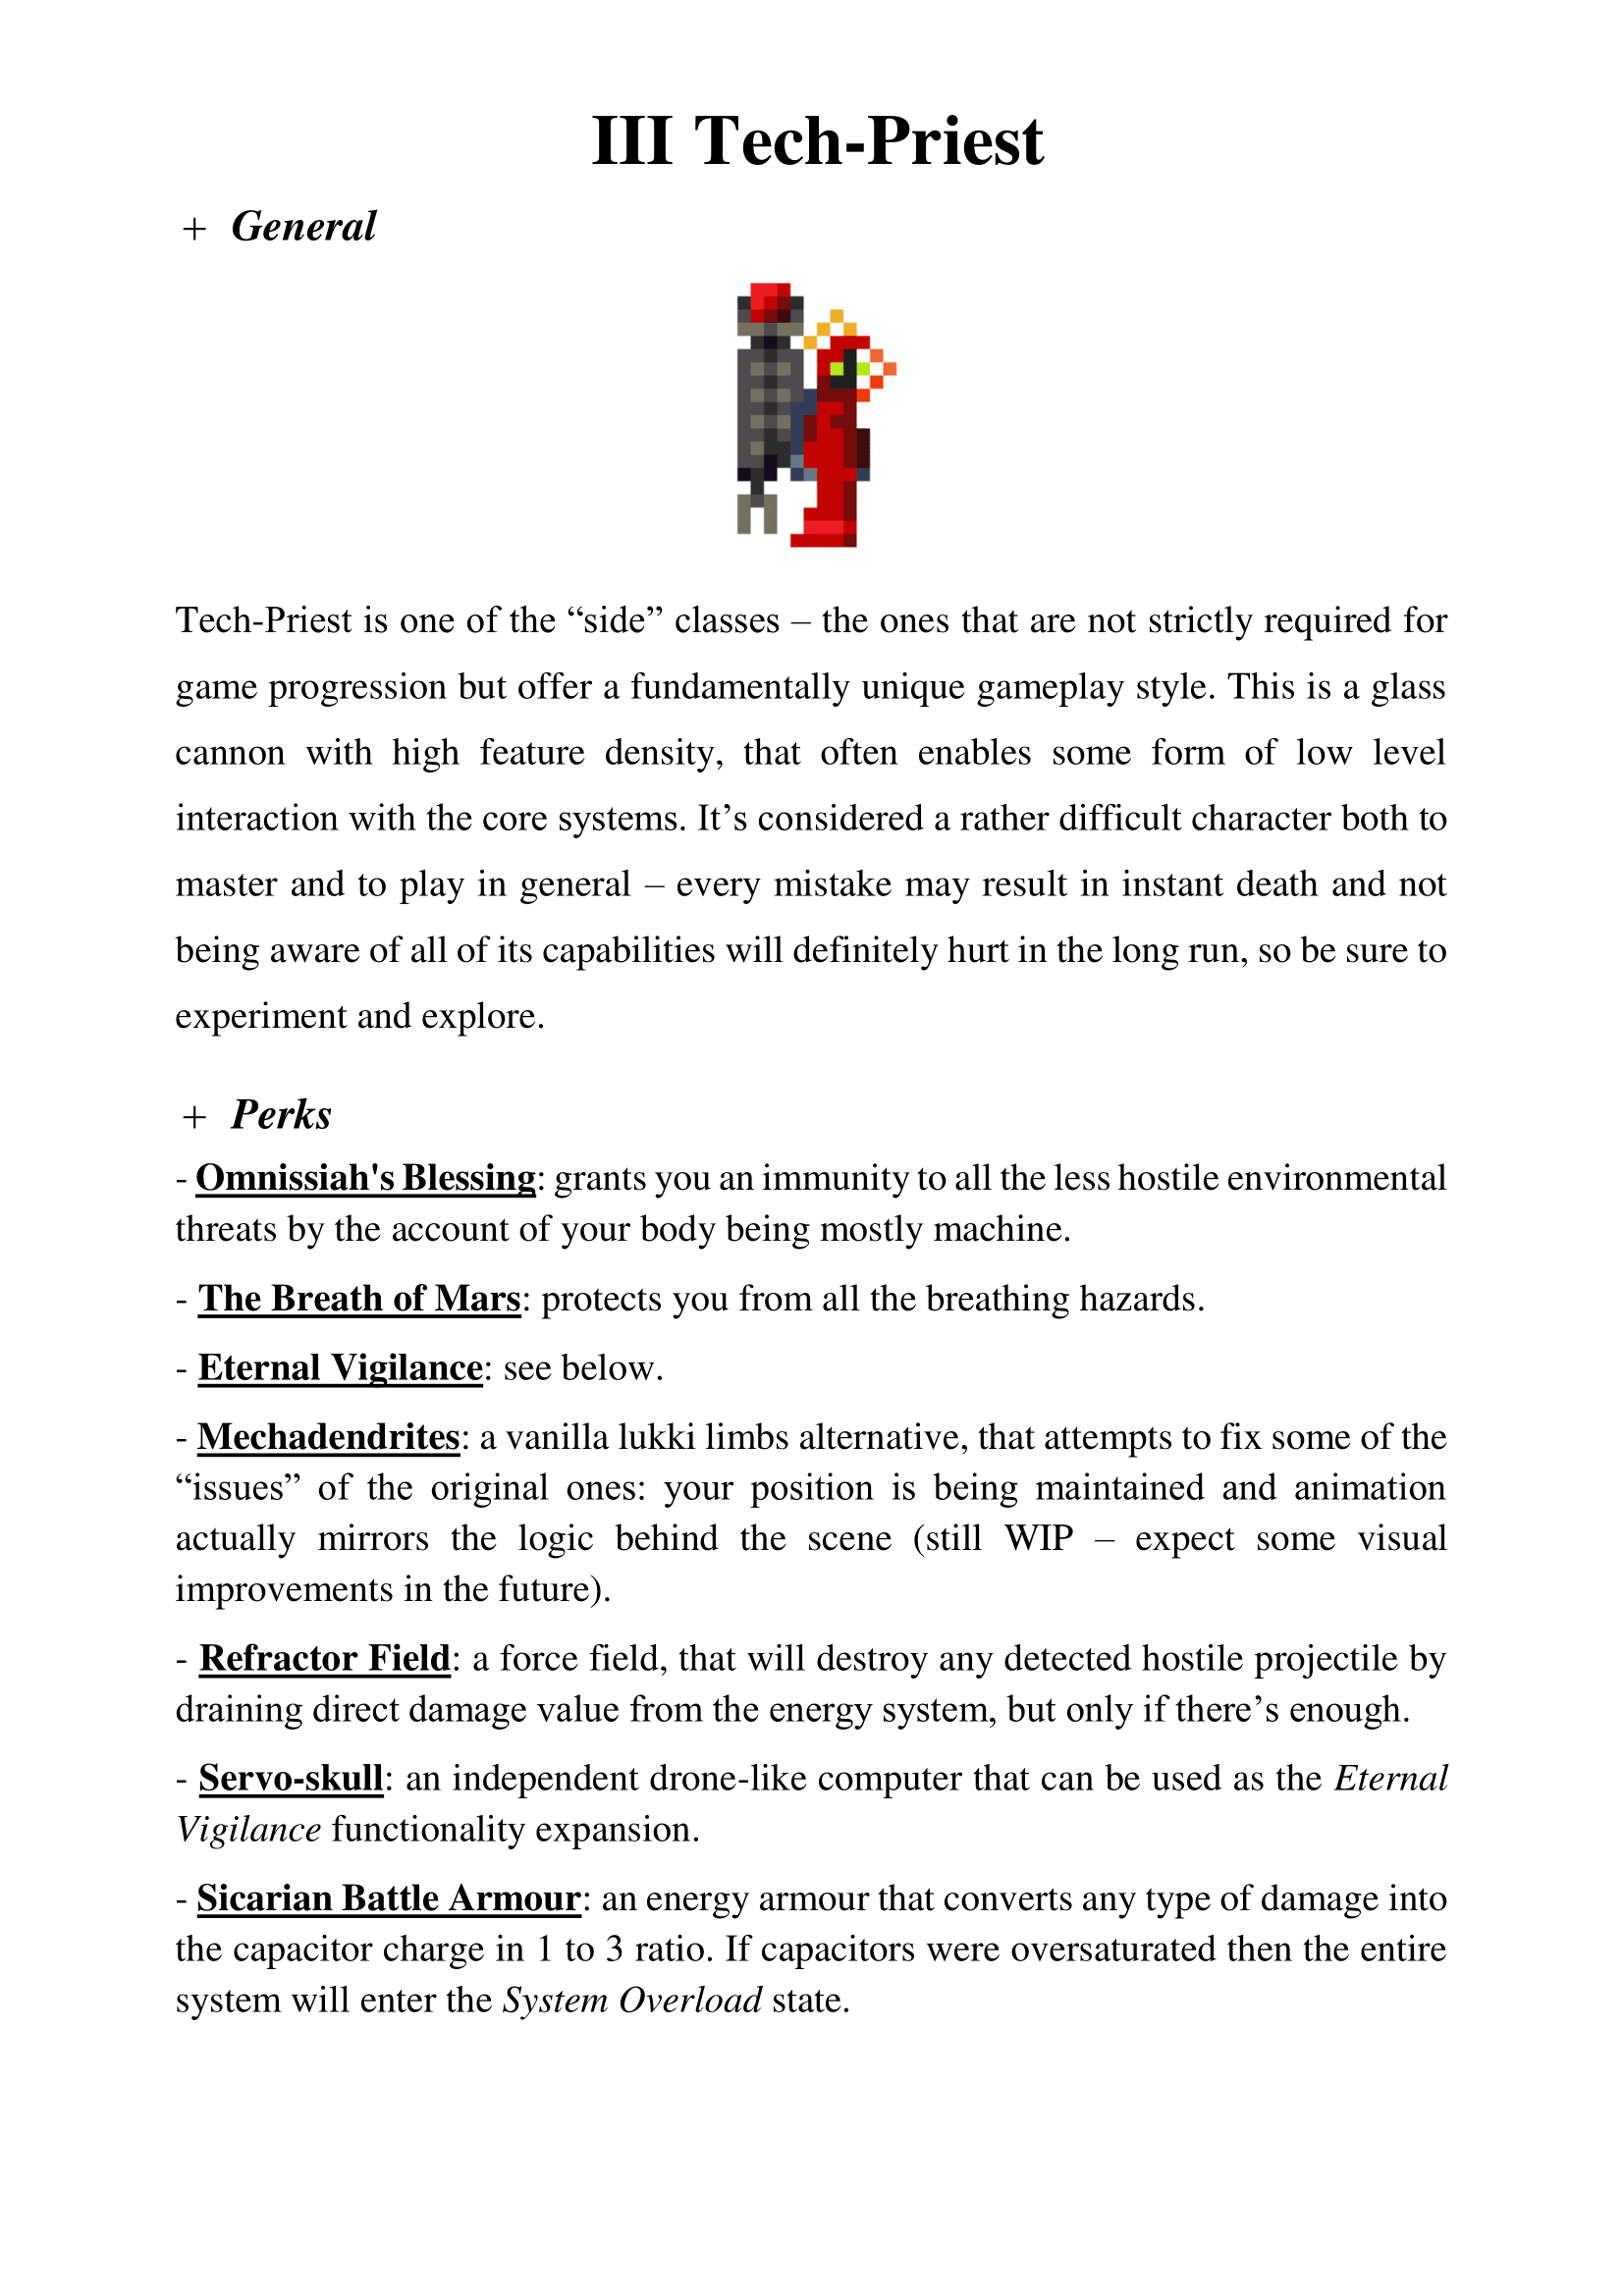 III Tech-Priest
+ General
Tech-Priest is one of the “side” classes – the ones that are not strictly required for
game progression but offer a fundamentally unique gameplay style. This is a glass
cannon with high feature density, that often enables some form of low level
interaction with the core systems. It’s considered a rather difficult character both to
master and to play in general – every mistake may result in instant death and not
being aware of all of its capabilities will definitely hurt in the long run, so be sure to
experiment and explore.
+ Perks
- Omnissiah's Blessing: grants you an immunity to all the less hostile environmental
threats by the account of your body being mostly machine.
- The Breath of Mars: protects you from all the breathing hazards.
- Eternal Vigilance: see below.
- Mechadendrites: a vanilla lukki limbs alternative, that attempts to fix some of the
“issues” of the original ones: your position is being maintained and animation
actually mirrors the logic behind the scene (still WIP – expect some visual
improvements in the future).
- Refractor Field: a force field, that will destroy any detected hostile projectile by
draining direct damage value from the energy system, but only if there’s enough.
- Servo-skull: an independent drone-like computer that can be used as the Eternal
Vigilance functionality expansion.
- Sicarian Battle Armour: an energy armour that converts any type of damage into
the capacitor charge in 1 to 3 ratio. If capacitors were oversaturated then the entire
system will enter the System Overload state.